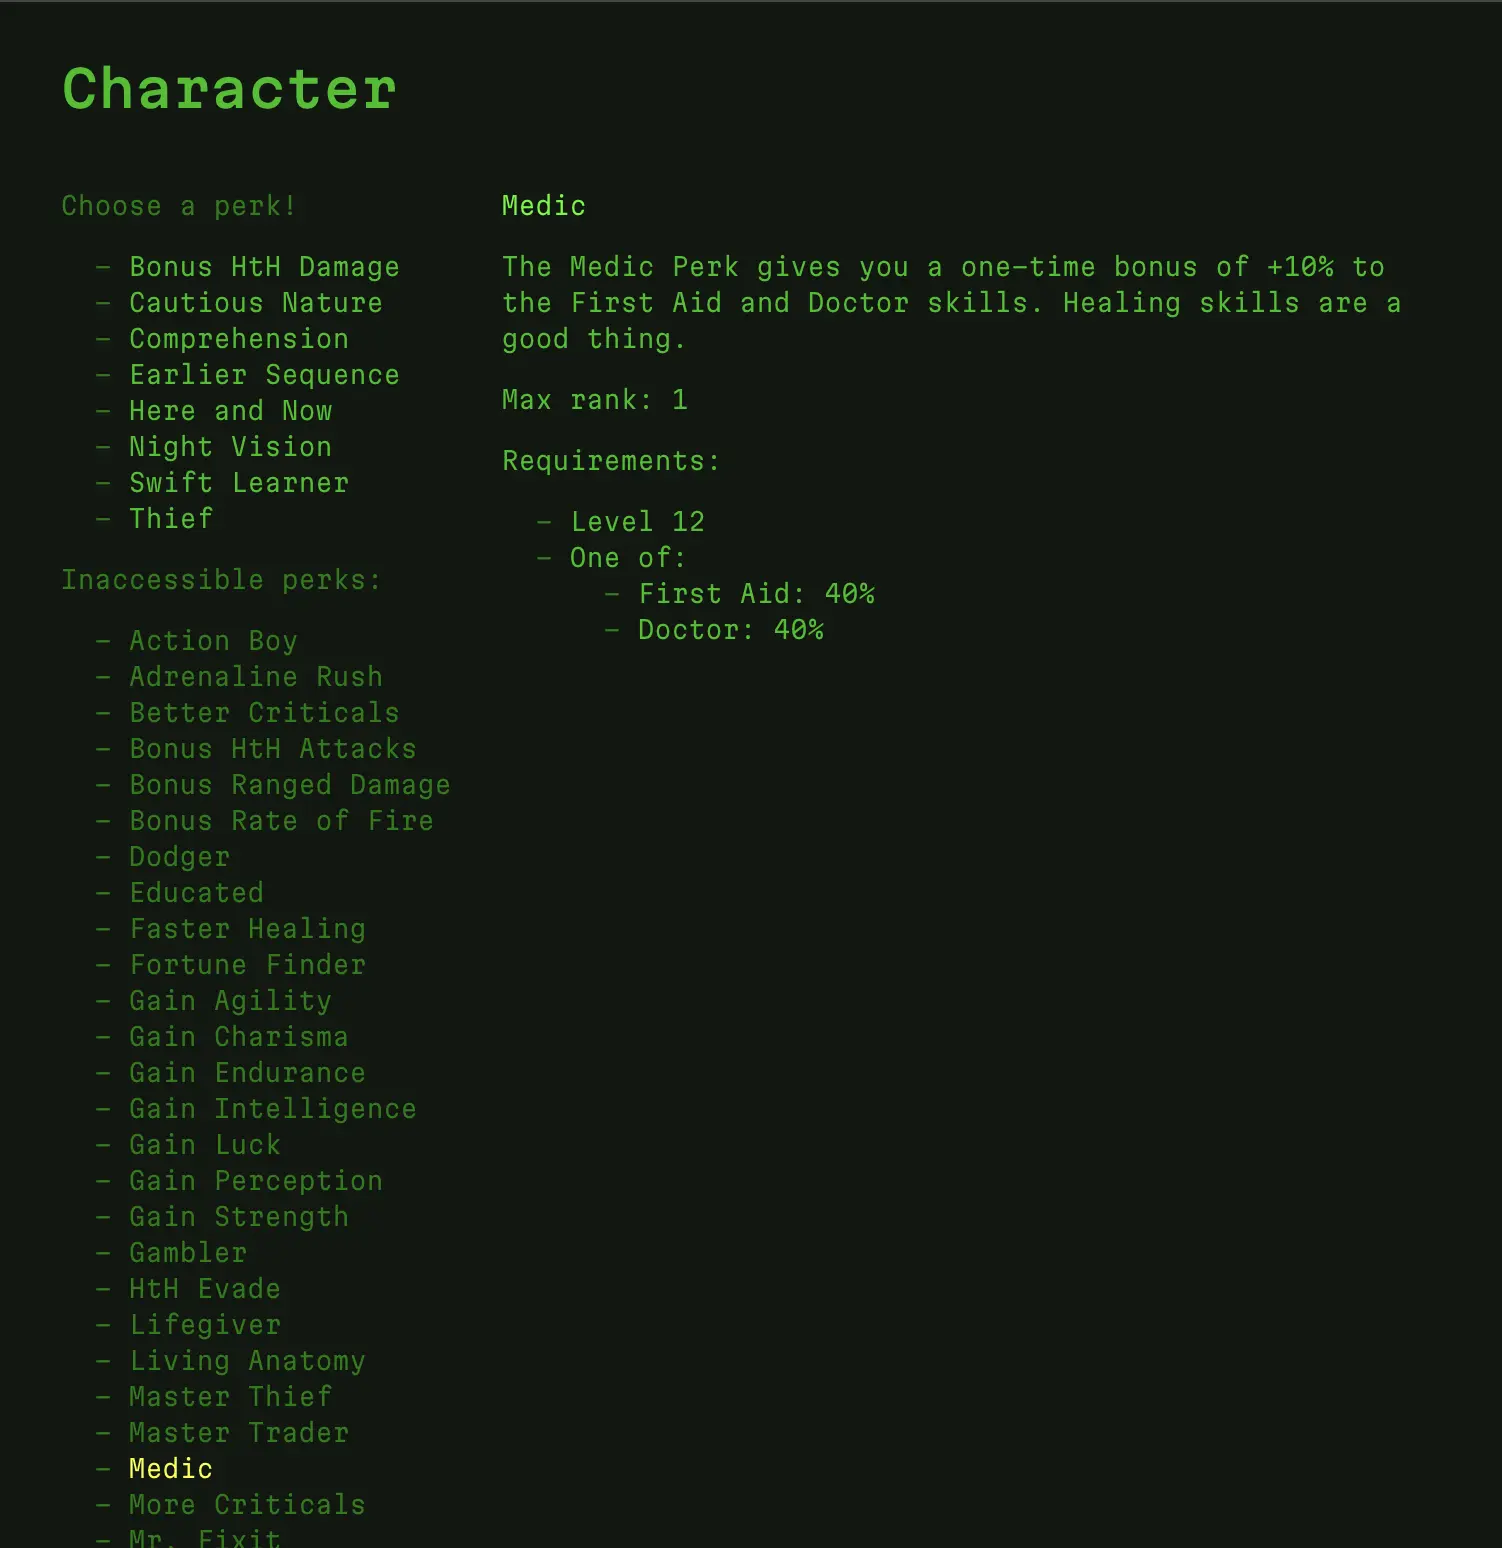 Character
Choose a perk!
– Bonus HtH Damage
– Cautious Nature
– Comprehension
– Earlier Sequence
– Here and Now
– Night Vision
– Swift Learner
– Thief
Inaccessible perks:
– Action Boy
– Adrenaline Rush
– Better Criticals
– Bonus HtH Attacks
– Bonus Ranged Damage
– Bonus Rate of Fire
– Dodger
– Educated
– Faster Healing
– Fortune Finder
– Gain Agility
– Gain Charisma
– Gain Endurance
– Gain Intelligence
– Gain Luck
– Gain Perception
– Gain Strength
– Gambler
– HtH Evade
– Lifegiver
– Living Anatomy
– Master Thief
– Master Trader
– Medic
– More Criticals
– Mr. Fixit
Medic
The Medic Perk gives you a one–time bonus of +10% to
the First Aid and Doctor skills. Healing skills are a
good thing.
Max rank: 1
Requirements:
– Level 12
– One of:
– First Aid: 40%
– Doctor: 40%